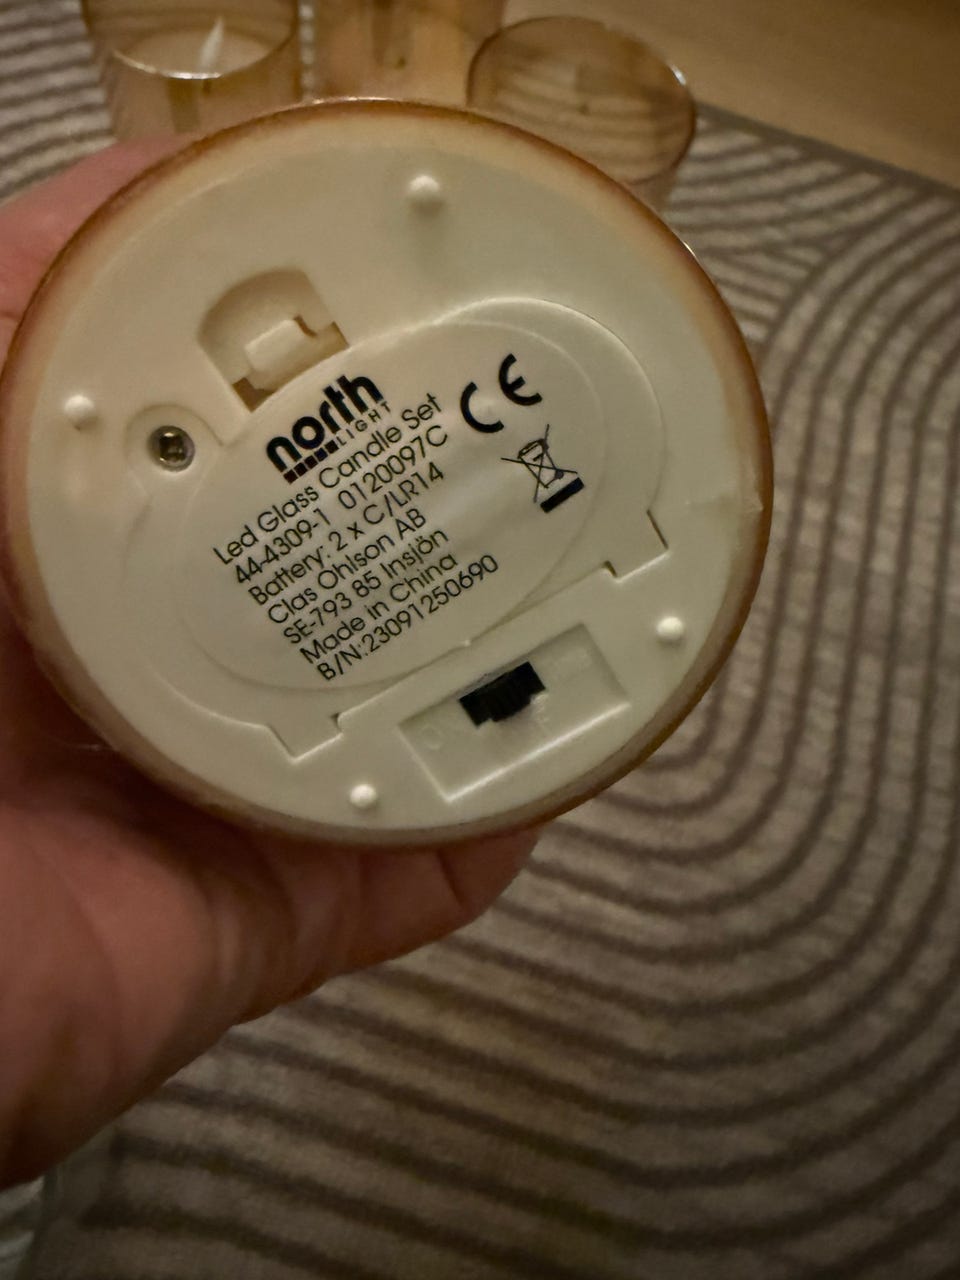 north
LIGHT
Led Glass Candle Set
44-4309-1 0120097C
Battery: 2 x C/LR14
Clas Ohlson AB
SE-793 85 Insjön
Made in China
B/N:23091250690
CE
ON